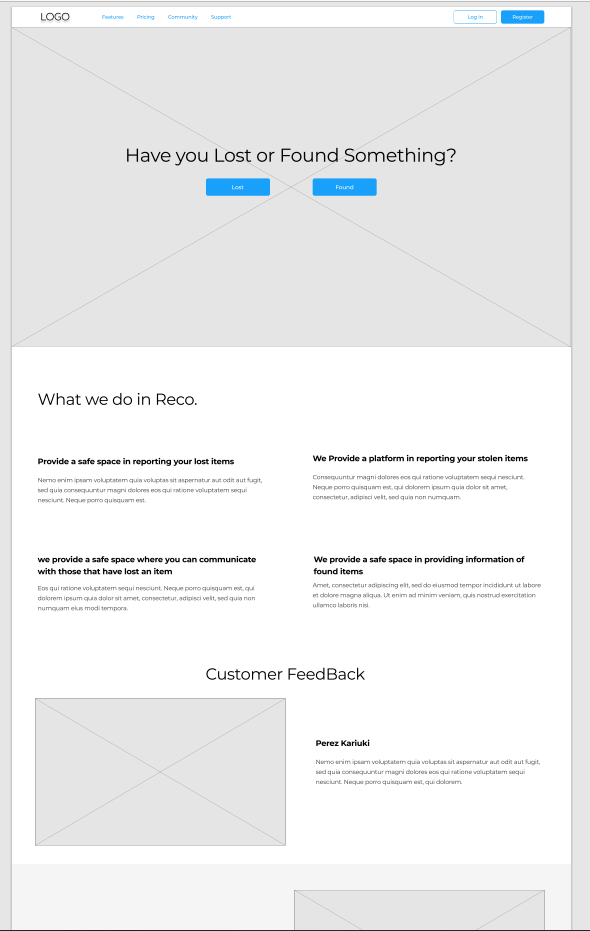 LOGO Features Pricing Community Support Log in Register
Have you Lost or Found Something?
Lost Found
What we do in Reco.
Provide a safe space in reporting your lost items
Nemo enim ipsam voluptatem quia voluptas sit aspernatur aut odit aut fugit,
sed quia consequuntur magni dolores eos qui ratione voluptatem sequi
nesciunt. Neque porro quisquam est.
We Provide a platform in reporting your stolen items
Consequuntur magni dolores eos qui ratione voluptatem sequi nesciunt.
Neque porro quisquam est, qui dolorem ipsum quia dolor sit amet,
consectetur, adipisci velit, sed quia non numquam.
we provide a safe space where you can communicate
with those that have lost an item
Eos qui ratione voluptatem sequi nesciunt. Neque porro quisquam est, qui
dolorem ipsum quia dolor sit amet, consectetur, adipisci velit, sed quia non
numquam eius modi tempora.
We provide a safe space in providing information of
found items
Amet, consectetur adipiscing elit, sed do eiusmod tempor incididunt ut labore
et dolore magna aliqua. Ut enim ad minim veniam, quis nostrud exercitation
ullamco laboris nisi.
Customer FeedBack
Perez Kariuki
Nemo enim ipsam voluptatem quia voluptas sit aspernatur aut odit aut fugit,
sed quia consequuntur magni dolores eos qui ratione voluptatem sequi
nesciunt. Neque porro quisquam est, qui dolorem.